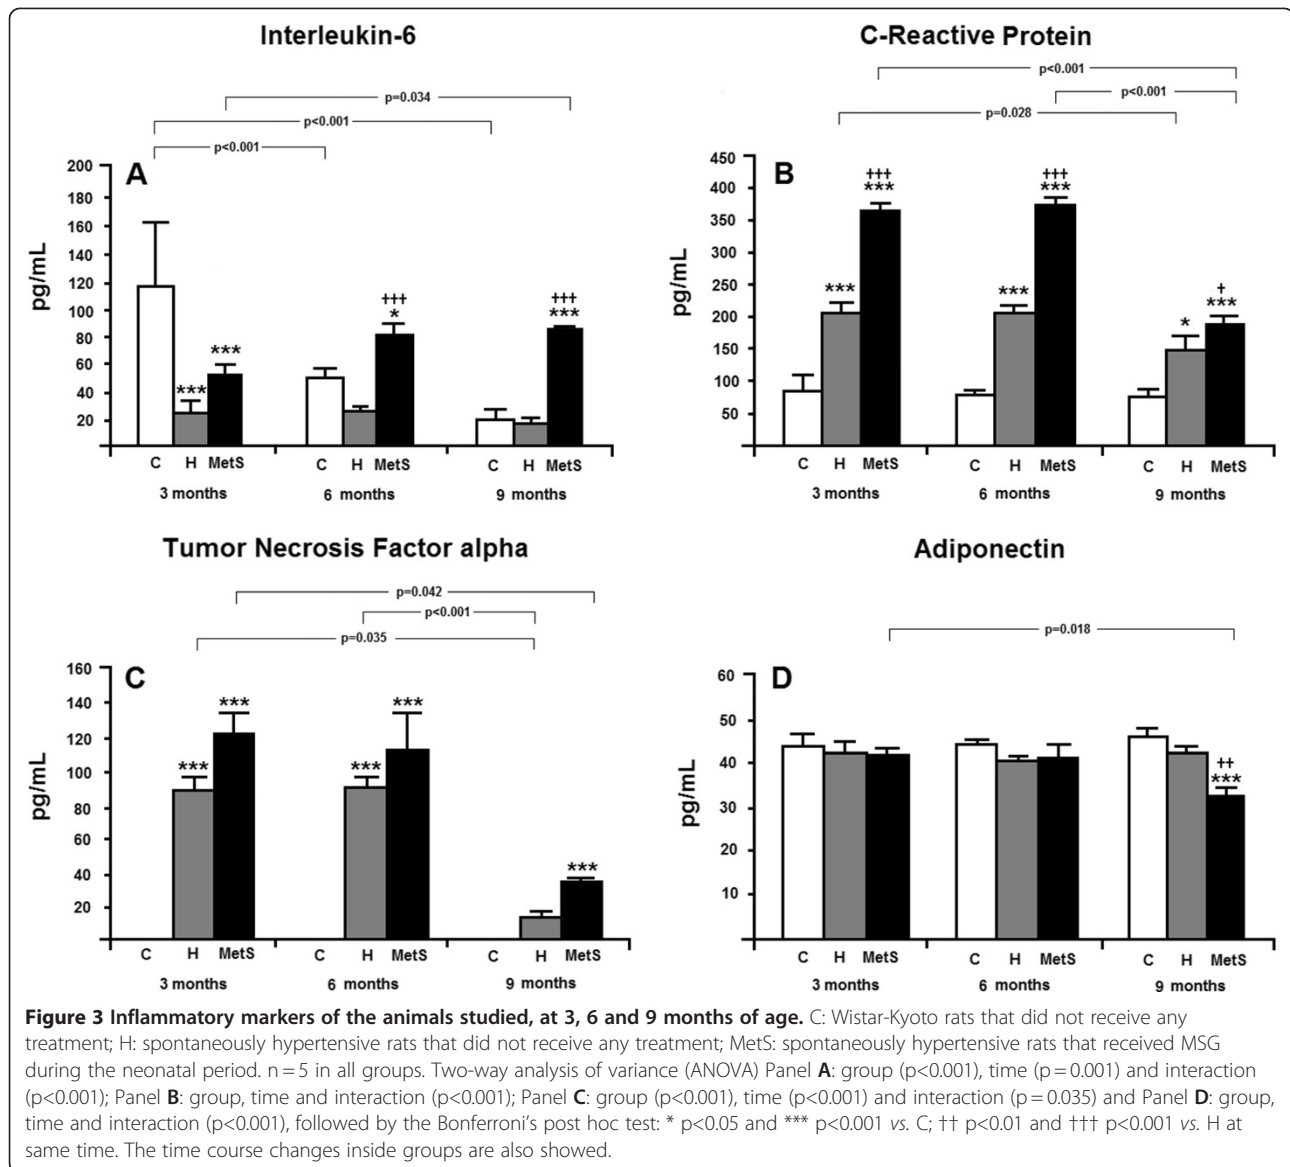 Interleukin-6
p=0.034
p<0.001
p<0.001
A
pg/mL
200
180
160
140
120
100
80
60
40
20
***
***
†††
*
†††
***
C H MetS C H MetS C H MetS
3 months 6 months 9 months
C-Reactive Protein
p<0.001
p<0.001
p=0.028
B
pg/mL
450
400
350
300
250
200
150
100
50
***
†††
***
***
†††
***
*
†
***
C H MetS C H MetS C H MetS
3 months 6 months 9 months
Tumor Necrosis Factor alpha
p=0.042
p<0.001
p=0.035
C
pg/mL
160
140
120
100
80
60
40
20
***
***
***
***
***
C H MetS C H MetS C H MetS
3 months 6 months 9 months
Adiponectin
p=0.018
D
pg/mL
60
50
40
30
20
10
††
***
C H MetS C H MetS C H MetS
3 months 6 months 9 months
Figure 3 Inflammatory markers of the animals studied, at 3, 6 and 9 months of age. C: Wistar-Kyoto rats that did not receive any
treatment; H: spontaneously hypertensive rats that did not receive any treatment; MetS: spontaneously hypertensive rats that received MSG
during the neonatal period. n = 5 in all groups. Two-way analysis of variance (ANOVA) Panel A: group (p<0.001), time (p = 0.001) and interaction
(p<0.001); Panel B: group, time and interaction (p<0.001); Panel C: group (p<0.001), time (p<0.001) and interaction (p = 0.035) and Panel D: group,
time and interaction (p<0.001), followed by the Bonferroni's post hoc test: * p<0.05 and *** p<0.001 vs. C; †† p<0.01 and ††† p<0.001 vs. H at
same time. The time course changes inside groups are also showed.